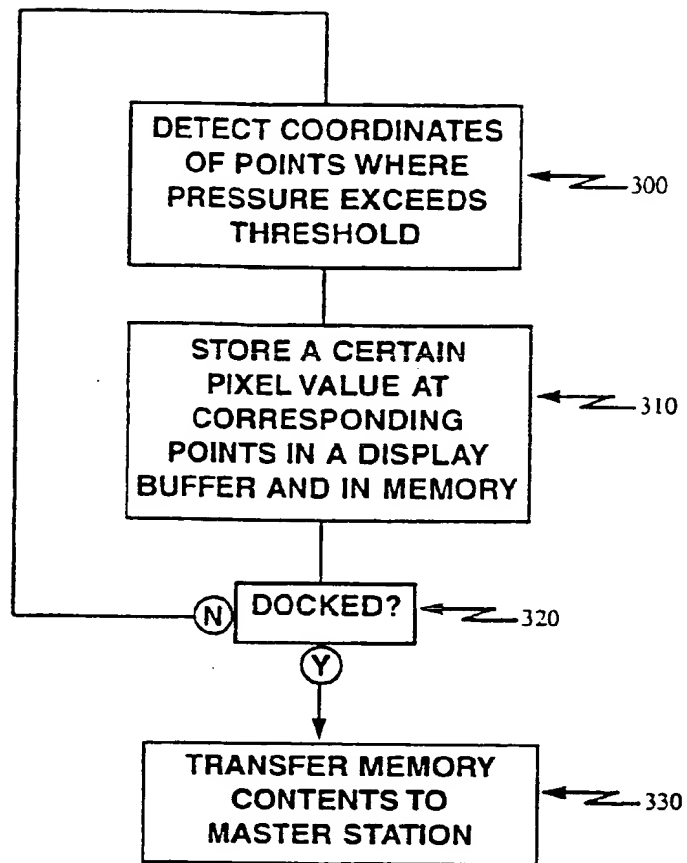 DETECT COORDINATES
OF POINTS WHERE
PRESSURE EXCEEDS
THRESHOLD
300
STORE A CERTAIN
PIXEL VALUE AT
CORRESPONDING
POINTS IN A DISPLAY
BUFFER AND IN MEMORY
310
N
DOCKED?
320
Y
TRANSFER MEMORY
CONTENTS TO
MASTER STATION
330